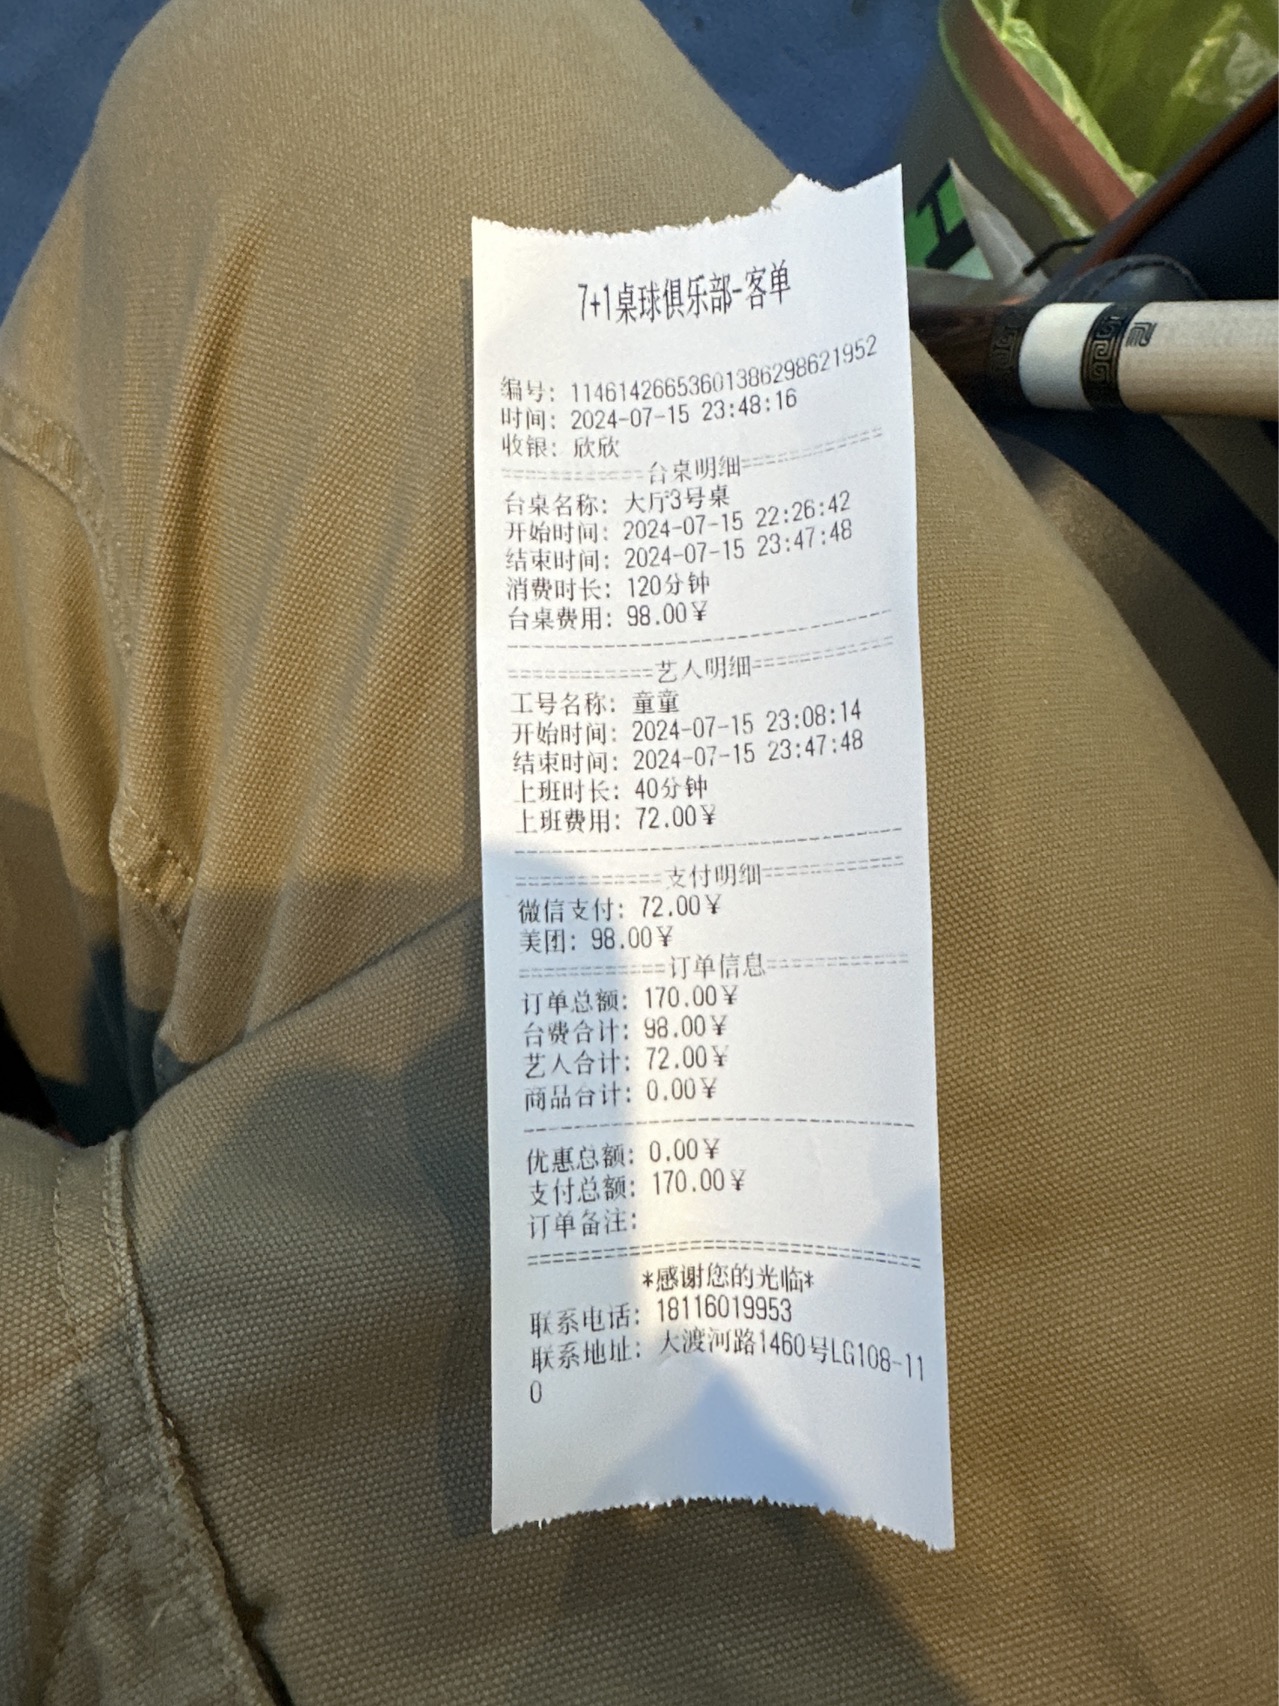 7+1桌球俱乐部-客单
编号: 1146142665360138629862​1952
时间: 2024-07-15 23:48:16
收银: 欣欣
============台桌明细============
台桌名称: 大厅3号桌
开始时间: 2024-07-15 22:26:42
结束时间: 2024-07-15 23:47:48
消费时长: 120分钟
台桌费用: 98.00¥
--------------------------------
============艺人明细============
工号名称: 童童
开始时间: 2024-07-15 23:08:14
结束时间: 2024-07-15 23:47:48
上班时长: 40分钟
上班费用: 72.00¥
--------------------------------
============支付明细============
微信支付: 72.00¥
美团: 98.00¥
============订单信息============
订单总额: 170.00¥
台费合计: 98.00¥
艺人合计: 72.00¥
商品合计: 0.00¥
--------------------------------
优惠总额: 0.00¥
支付总额: 170.00¥
订单备注:
================================
*感谢您的光临*
联系电话: 18116019953
联系地址: 大渡河路1460号LG108-11
0